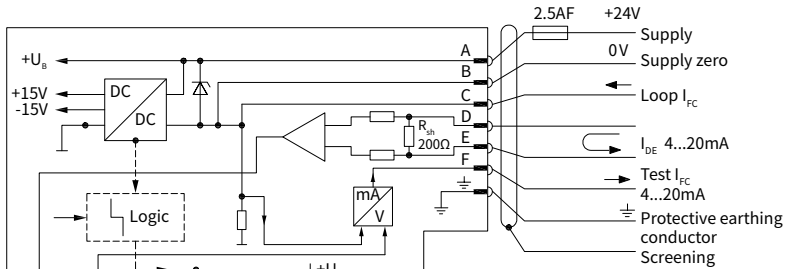 2.5AF +24V
A Supply
+U_B 0V
B Supply zero
+15V DC C Loop I_FC
-15V DC D
R_sh 200Ω E I_DE 4...20mA
F Test I_FC
4...20mA
mA
V
Logic
Protective earthing
conductor
Screening
+U